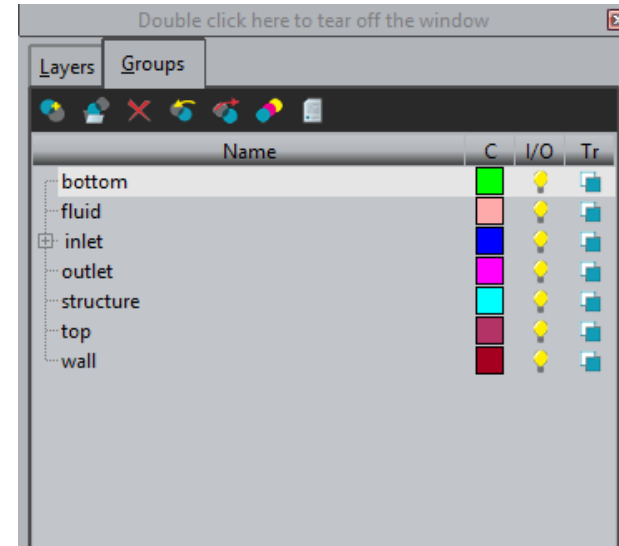 Double click here to tear off the window
Layers Groups
Name C I/O Tr
bottom
fluid
inlet
outlet
structure
top
wall